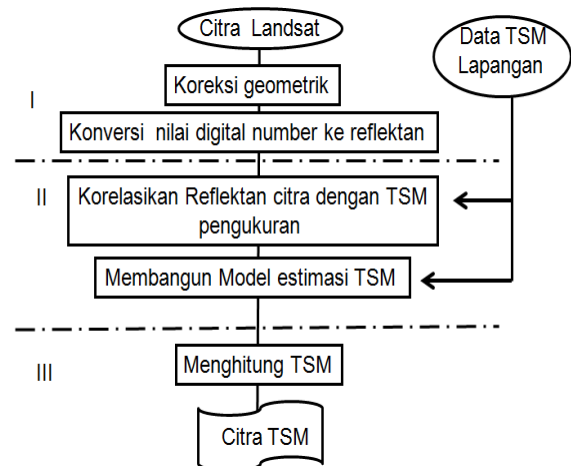 Citra Landsat
Data TSM
Lapangan
Koreksi geometrik
I
Konversi nilai digital number ke reflektan
II
Korelasikan Reflektan citra dengan TSM
pengukuran
Membangun Model estimasi TSM
III
Menghitung TSM
Citra TSM